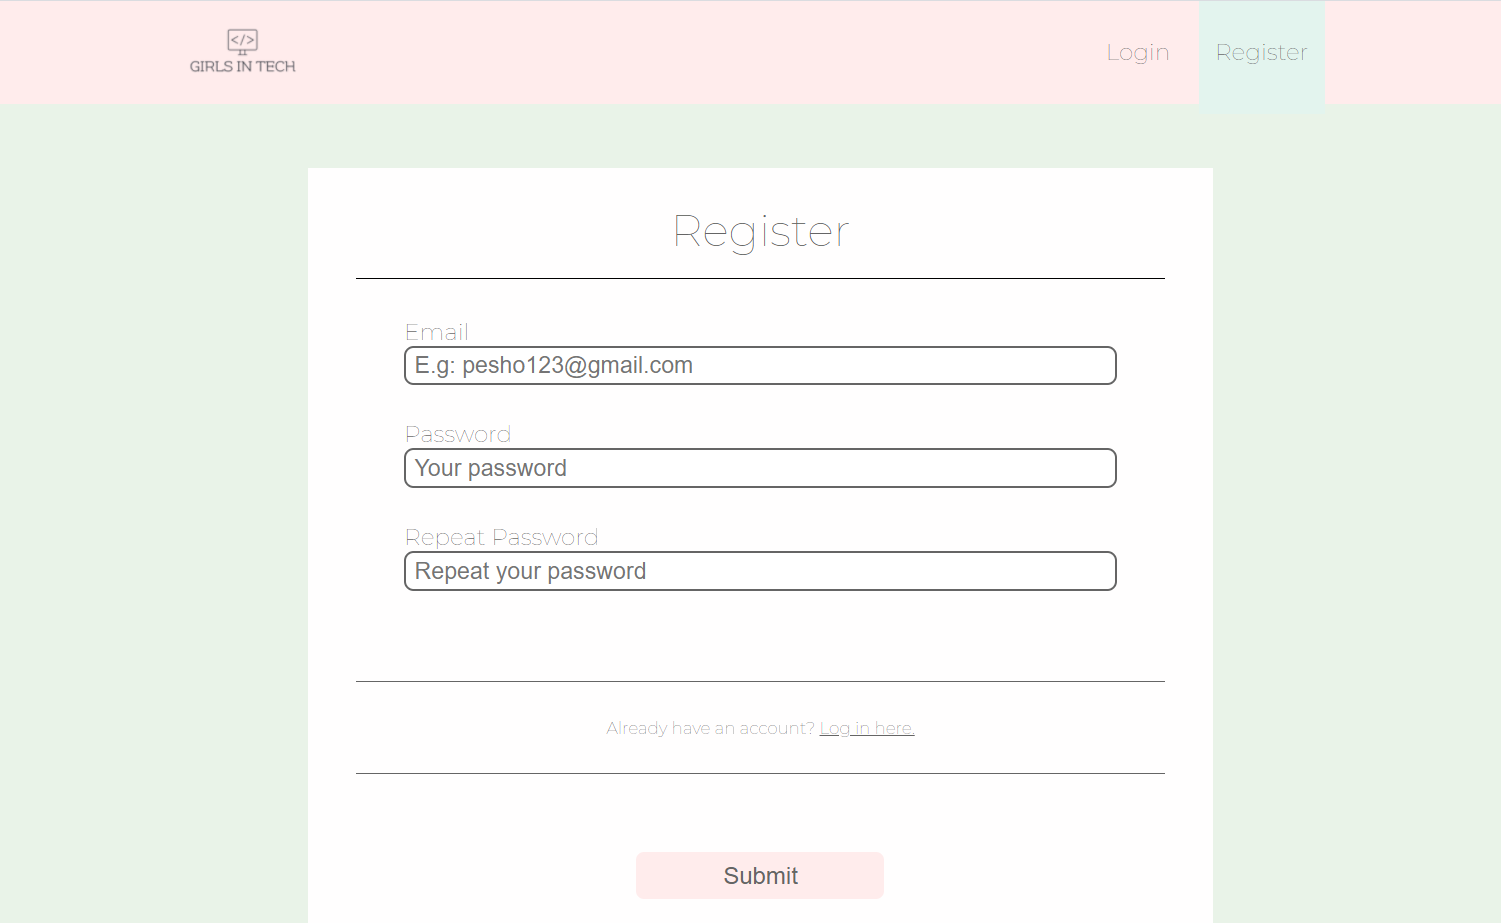 </>
GIRLS IN TECH
Login Register
Register
Email
E.g: pesho123@gmail.com
Password
Your password
Repeat Password
Repeat your password
Already have an account? Log in here.
Submit